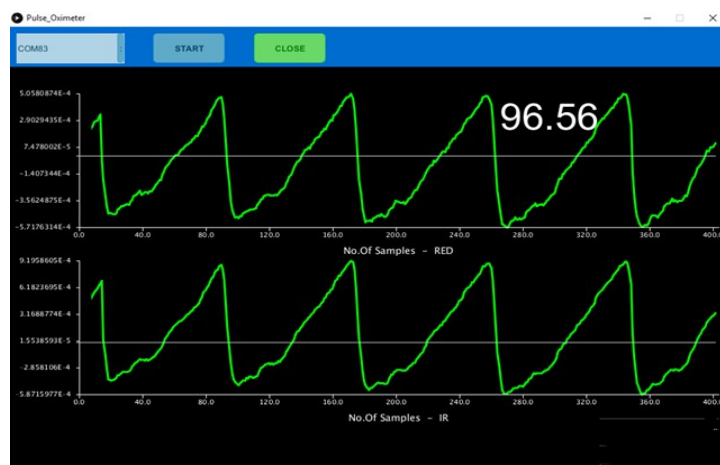 Pulse_Oximeter
COM83
START
CLOSE
5.0580874E-4
96.56
2.9029435E-4
7.478002E-5
-1.407344E-4
-3.5624875E-4
-5.7176314E-4
0.0 40.0 80.0 120.0 160.0 200.0 240.0 280.0 320.0 360.0 400.0
No.Of Samples - RED
9.1958605E-4
6.1823695E-4
3.1688774E-4
1.5538593E-5
-2.858106E-4
-5.8715977E-4
0.0 40.0 80.0 120.0 160.0 200.0 240.0 280.0 320.0 360.0 400.0
No.Of Samples - IR